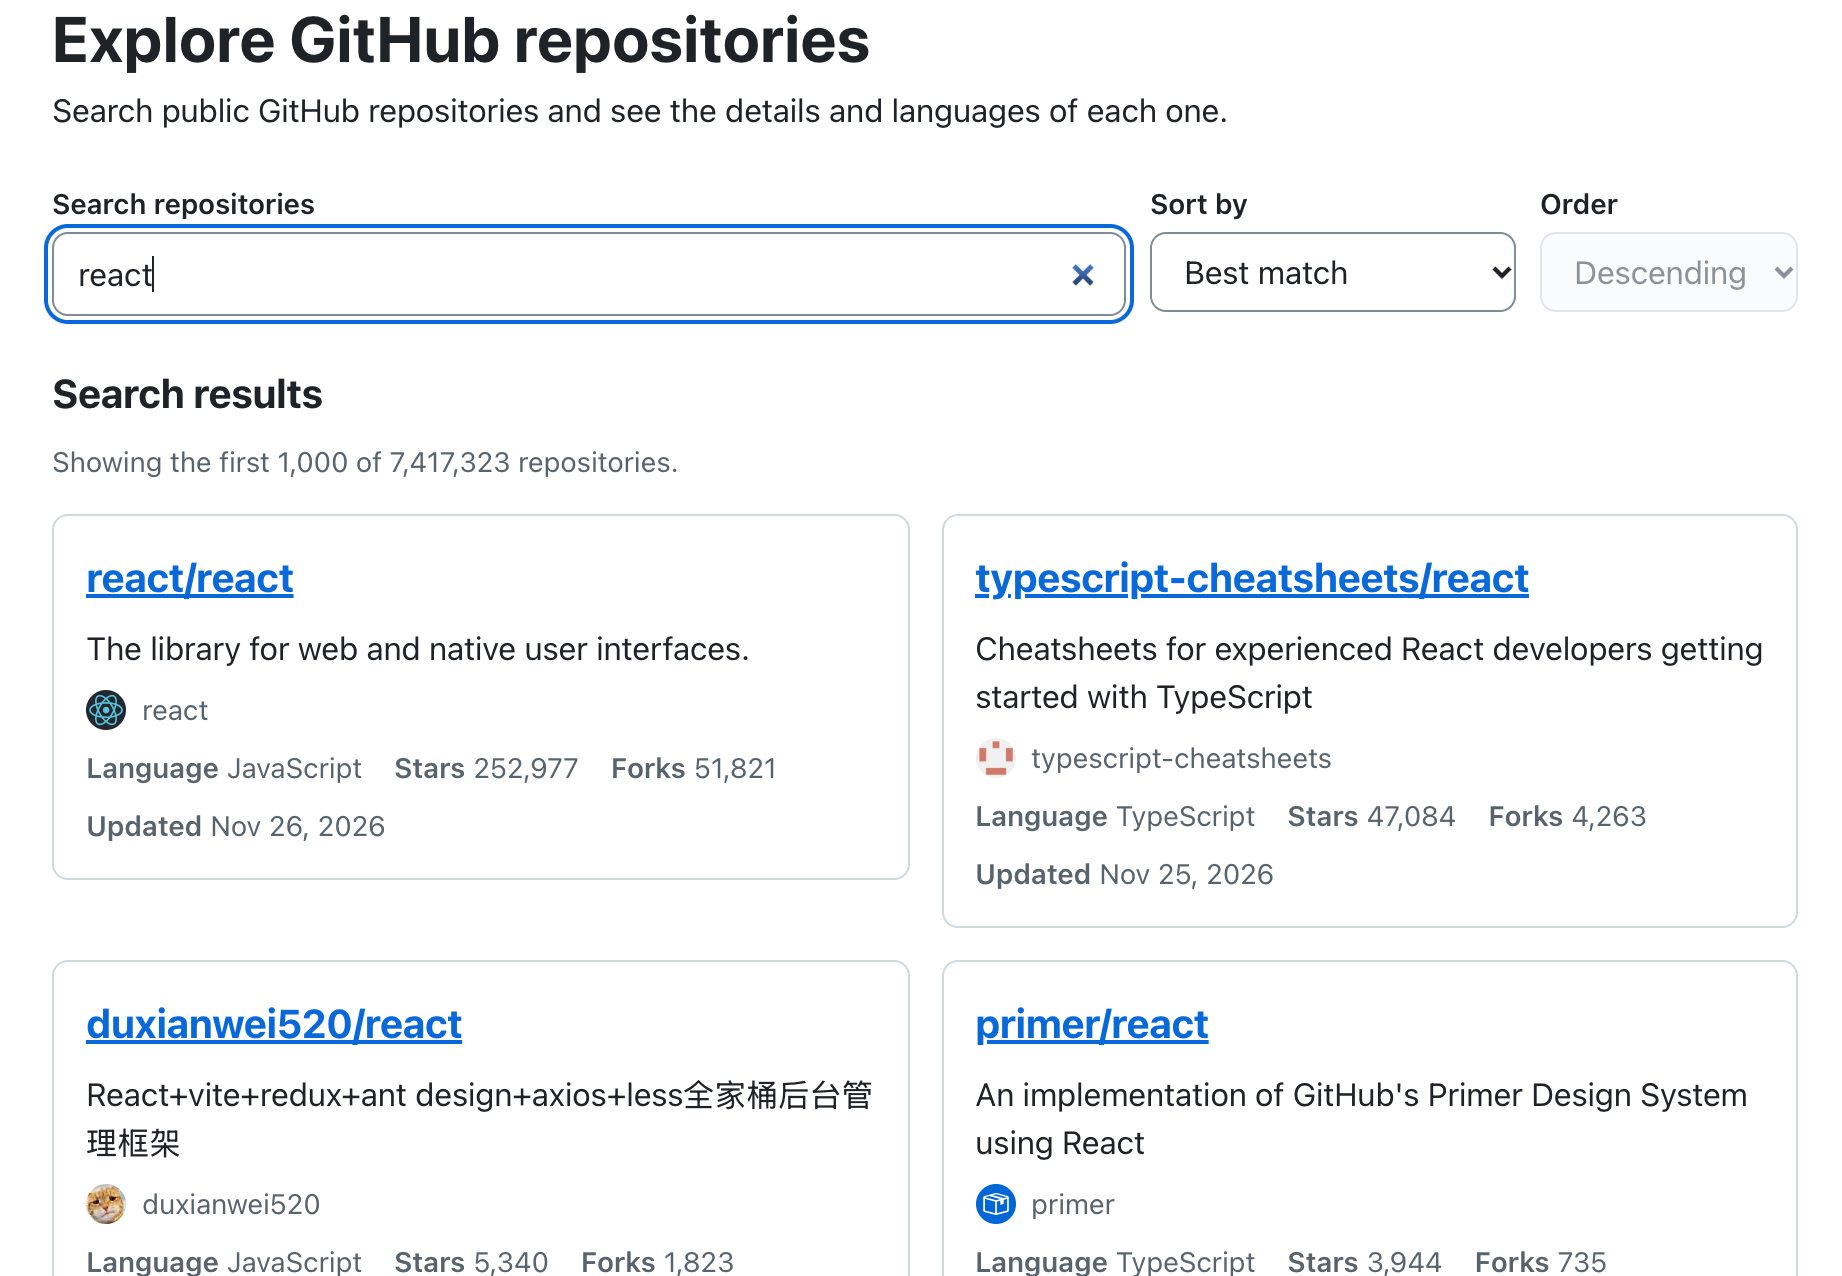 Explore GitHub repositories
Search public GitHub repositories and see the details and languages of each one.
Search repositories
Sort by
Order
react
Best match
Descending
Search results
Showing the first 1,000 of 7,417,323 repositories.
react/react
The library for web and native user interfaces.
react
Language JavaScript Stars 252,977 Forks 51,821
Updated Nov 26, 2026
typescript-cheatsheets/react
Cheatsheets for experienced React developers getting
started with TypeScript
typescript-cheatsheets
Language TypeScript Stars 47,084 Forks 4,263
Updated Nov 25, 2026
duxianwei520/react
React+vite+redux+ant design+axios+less全家桶后台管
理框架
duxianwei520
Language JavaScript Stars 5,340 Forks 1,823
primer/react
An implementation of GitHub's Primer Design System
using React
primer
Language TypeScript Stars 3,944 Forks 735